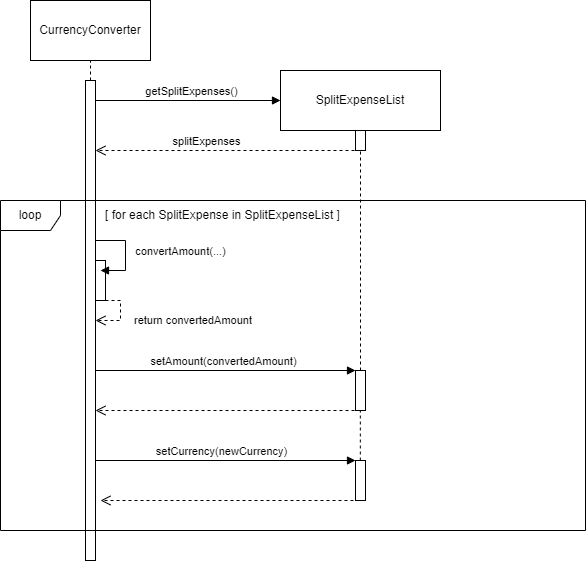 CurrencyConverter
getSplitExpenses()
SplitExpenseList
splitExpenses
loop
[ for each SplitExpense in SplitExpenseList ]
convertAmount(...)
return convertedAmount
setAmount(convertedAmount)
setCurrency(newCurrency)